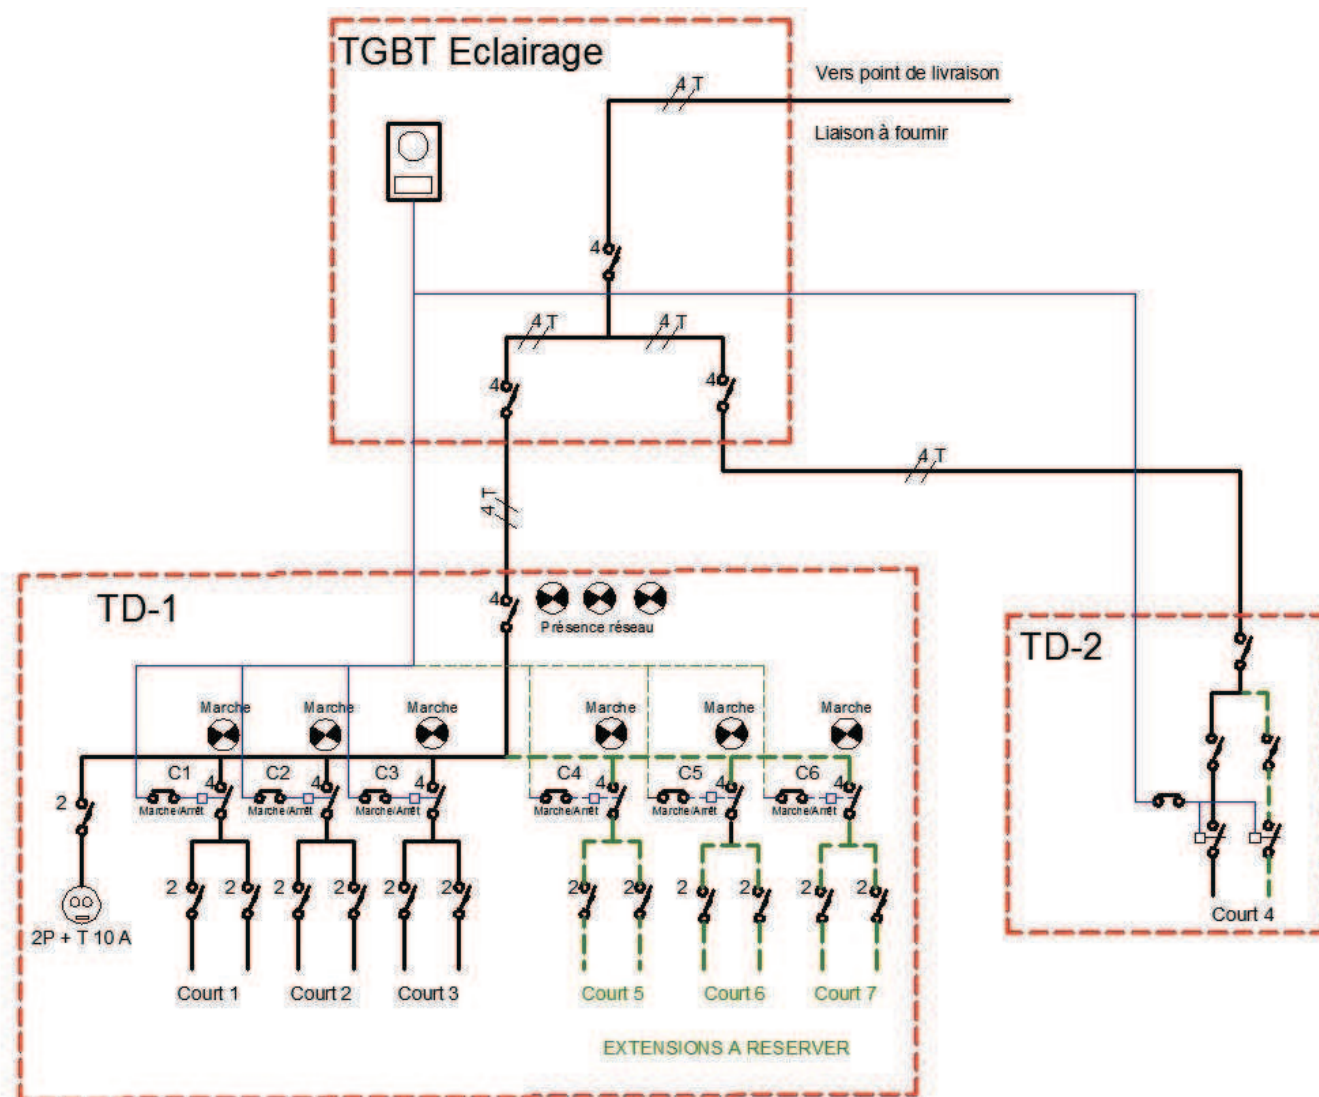 TGBT Eclairage
4 T
Vers point de livraison
Liaison à fournir
4
4 T
4 T
4
4
4 T
4 T
TD-1
4
Présence réseau
TD-2
Marche
Marche
Marche
Marche
Marche
Marche
C1
4
C2
4
C3
4
C4
4
C5
4
C6
4
2
Marche/Arrêt
Marche/Arrêt
Marche/Arrêt
Marche/Arrêt
Marche/Arrêt
Marche/Arrêt
2
2
2
2
2
2
2
2
2
2
2
2
2P + T 10 A
Court 4
Court 1
Court 2
Court 3
Court 5
Court 6
Court 7
EXTENSIONS A RESERVER